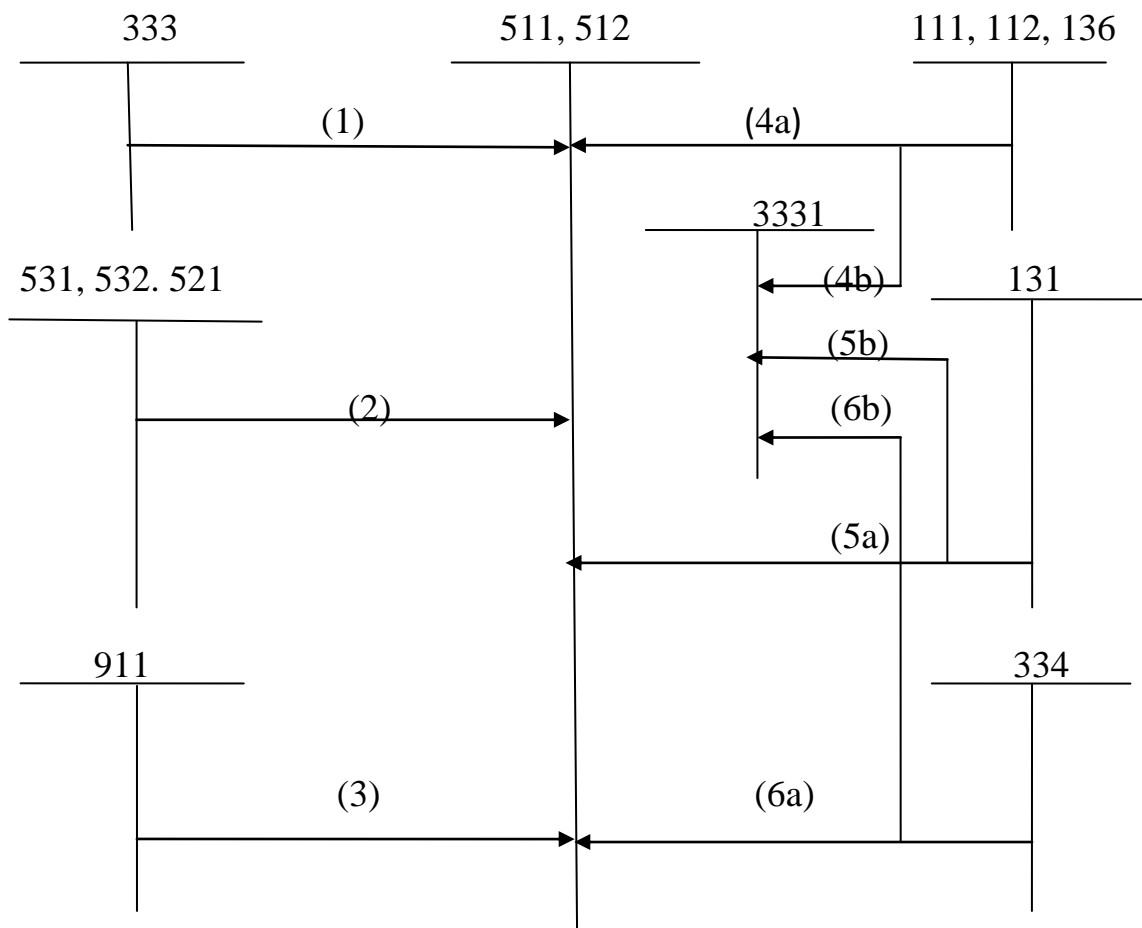 333
511, 512
111, 112, 136
(1)
(4a)
3331
531, 532. 521
(4b)
131
(5b)
(2)
(6b)
(5a)
911
334
(3)
(6a)